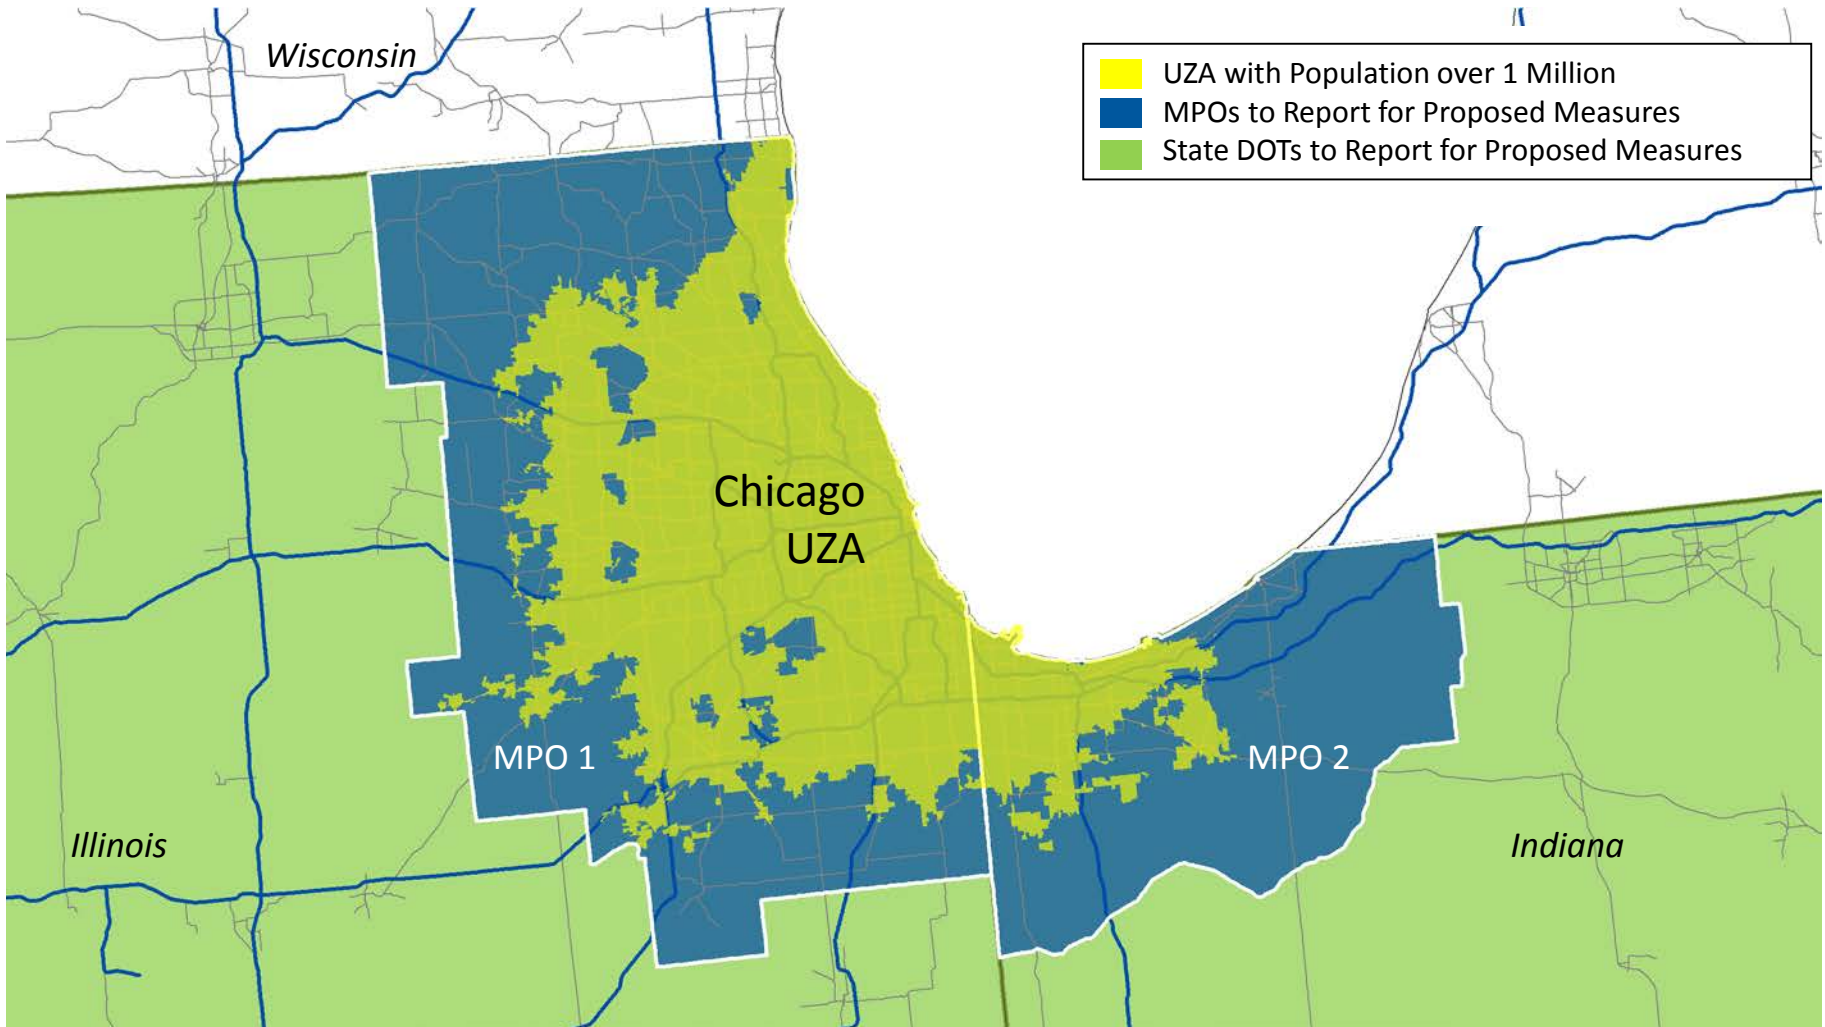 Wisconsin
UZA with Population over 1 Million
MPOs to Report for Proposed Measures
State DOTs to Report for Proposed Measures
Chicago
UZA
MPO 1
MPO 2
Illinois
Indiana